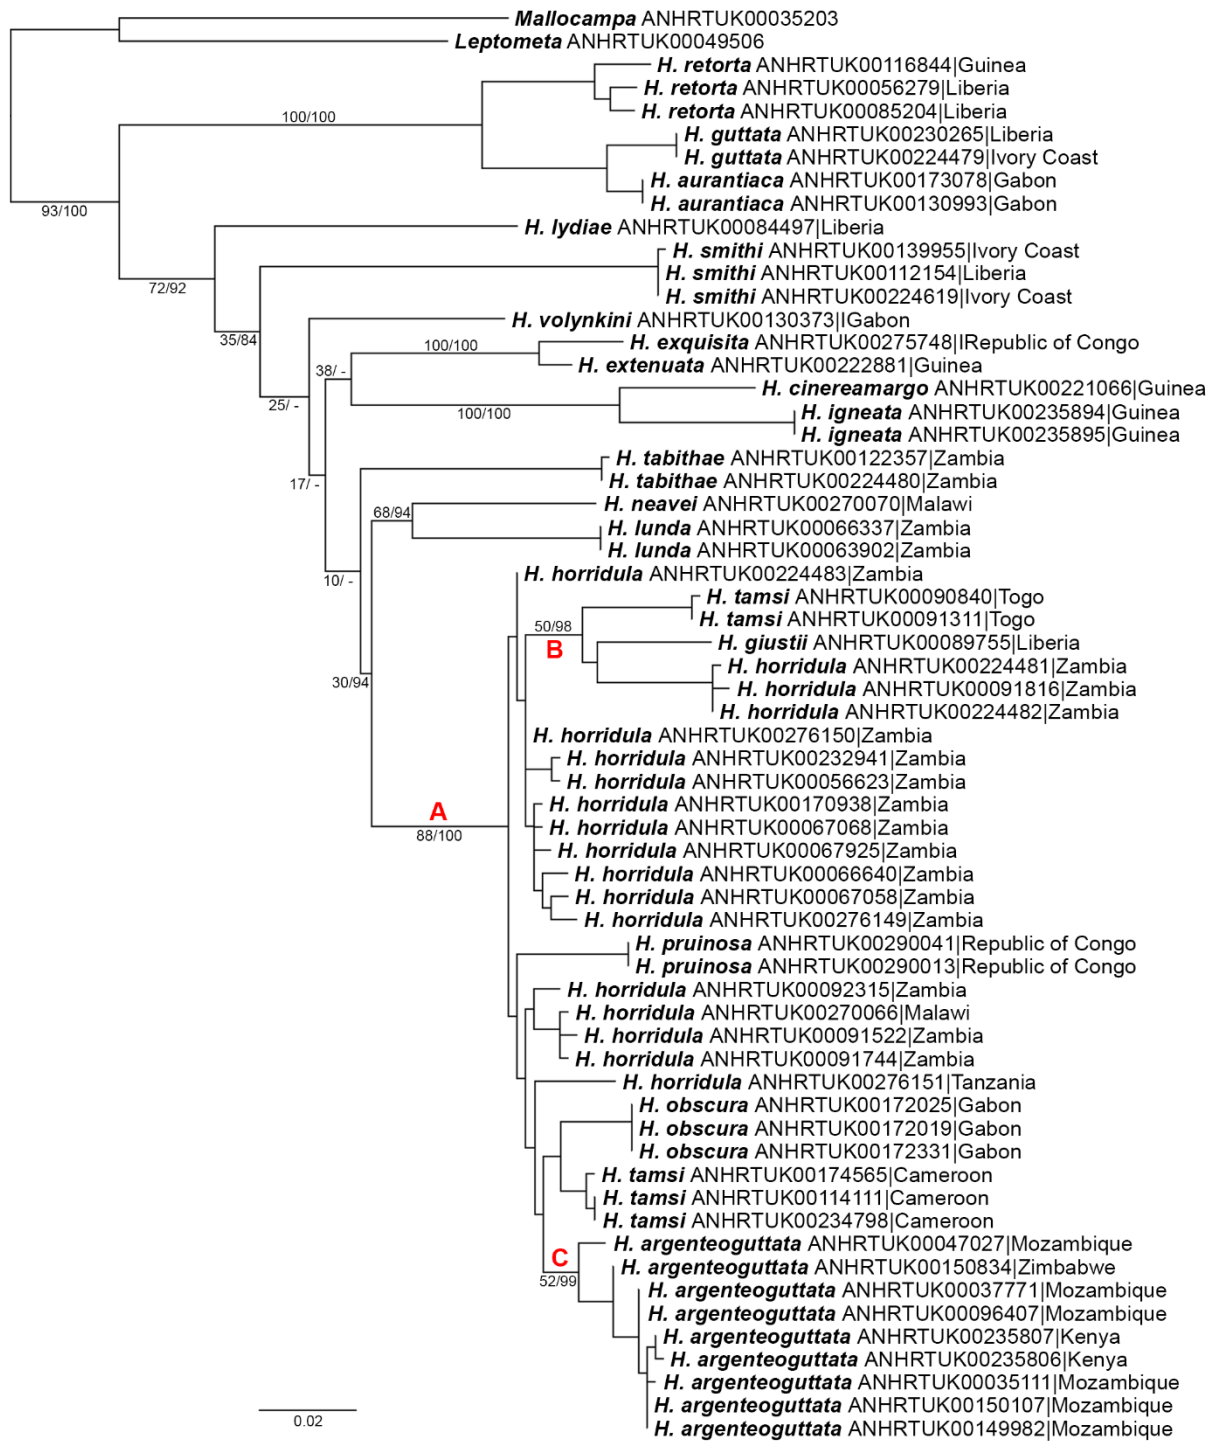 Mallocampa ANHRTUK00035203
Leptometa ANHRTUK00049506
H. retorta ANHRTUK00116844|Guinea
H. retorta ANHRTUK00056279|Liberia
H. retorta ANHRTUK00085204|Liberia
100/100
H. guttata ANHRTUK00230265|Liberia
H. guttata ANHRTUK00224479|Ivory Coast
H. aurantiaca ANHRTUK00173078|Gabon
H. aurantiaca ANHRTUK00130993|Gabon
93/100
H. lydiae ANHRTUK00084497|Liberia
H. smithi ANHRTUK00139955|Ivory Coast
H. smithi ANHRTUK00112154|Liberia
72/92
H. smithi ANHRTUK00224619|Ivory Coast
H. volynkini ANHRTUK00130373|IGabon
35/84
H. exquisita ANHRTUK00275748|IRepublic of Congo
100/100
H. extenuata ANHRTUK00222881|Guinea
38/ -
H. cinereamargo ANHRTUK00221066|Guinea
25/ -
100/100
H. igneata ANHRTUK00235894|Guinea
H. igneata ANHRTUK00235895|Guinea
H. tabithae ANHRTUK00122357|Zambia
H. tabithae ANHRTUK00224480|Zambia
17/ -
H. neavei ANHRTUK00270070|Malawi
68/94
H. lunda ANHRTUK00066337|Zambia
H. lunda ANHRTUK00063902|Zambia
H. horridula ANHRTUK00224483|Zambia
10/ -
H. tamsi ANHRTUK00090840|Togo
H. tamsi ANHRTUK00091311|Togo
50/98
B
H. giustii ANHRTUK00089755|Liberia
H. horridula ANHRTUK00224481|Zambia
30/94
H. horridula ANHRTUK00091816|Zambia
H. horridula ANHRTUK00224482|Zambia
H. horridula ANHRTUK00276150|Zambia
H. horridula ANHRTUK00232941|Zambia
H. horridula ANHRTUK00056623|Zambia
H. horridula ANHRTUK00170938|Zambia
A
H. horridula ANHRTUK00067068|Zambia
88/100
H. horridula ANHRTUK00067925|Zambia
H. horridula ANHRTUK00066640|Zambia
H. horridula ANHRTUK00067058|Zambia
H. horridula ANHRTUK00276149|Zambia
H. pruinosa ANHRTUK00290041|Republic of Congo
H. pruinosa ANHRTUK00290013|Republic of Congo
H. horridula ANHRTUK00092315|Zambia
H. horridula ANHRTUK00270066|Malawi
H. horridula ANHRTUK00091522|Zambia
H. horridula ANHRTUK00091744|Zambia
H. horridula ANHRTUK00276151|Tanzania
H. obscura ANHRTUK00172025|Gabon
H. obscura ANHRTUK00172019|Gabon
H. obscura ANHRTUK00172331|Gabon
H. tamsi ANHRTUK00174565|Cameroon
H. tamsi ANHRTUK00114111|Cameroon
H. tamsi ANHRTUK00234798|Cameroon
H. argenteoguttata ANHRTUK00047027|Mozambique
C
H. argenteoguttata ANHRTUK00150834|Zimbabwe
52/99
H. argenteoguttata ANHRTUK00037771|Mozambique
H. argenteoguttata ANHRTUK00096407|Mozambique
H. argenteoguttata ANHRTUK00235807|Kenya
H. argenteoguttata ANHRTUK00235806|Kenya
H. argenteoguttata ANHRTUK00035111|Mozambique
H. argenteoguttata ANHRTUK00150107|Mozambique
0.02
H. argenteoguttata ANHRTUK00149982|Mozambique